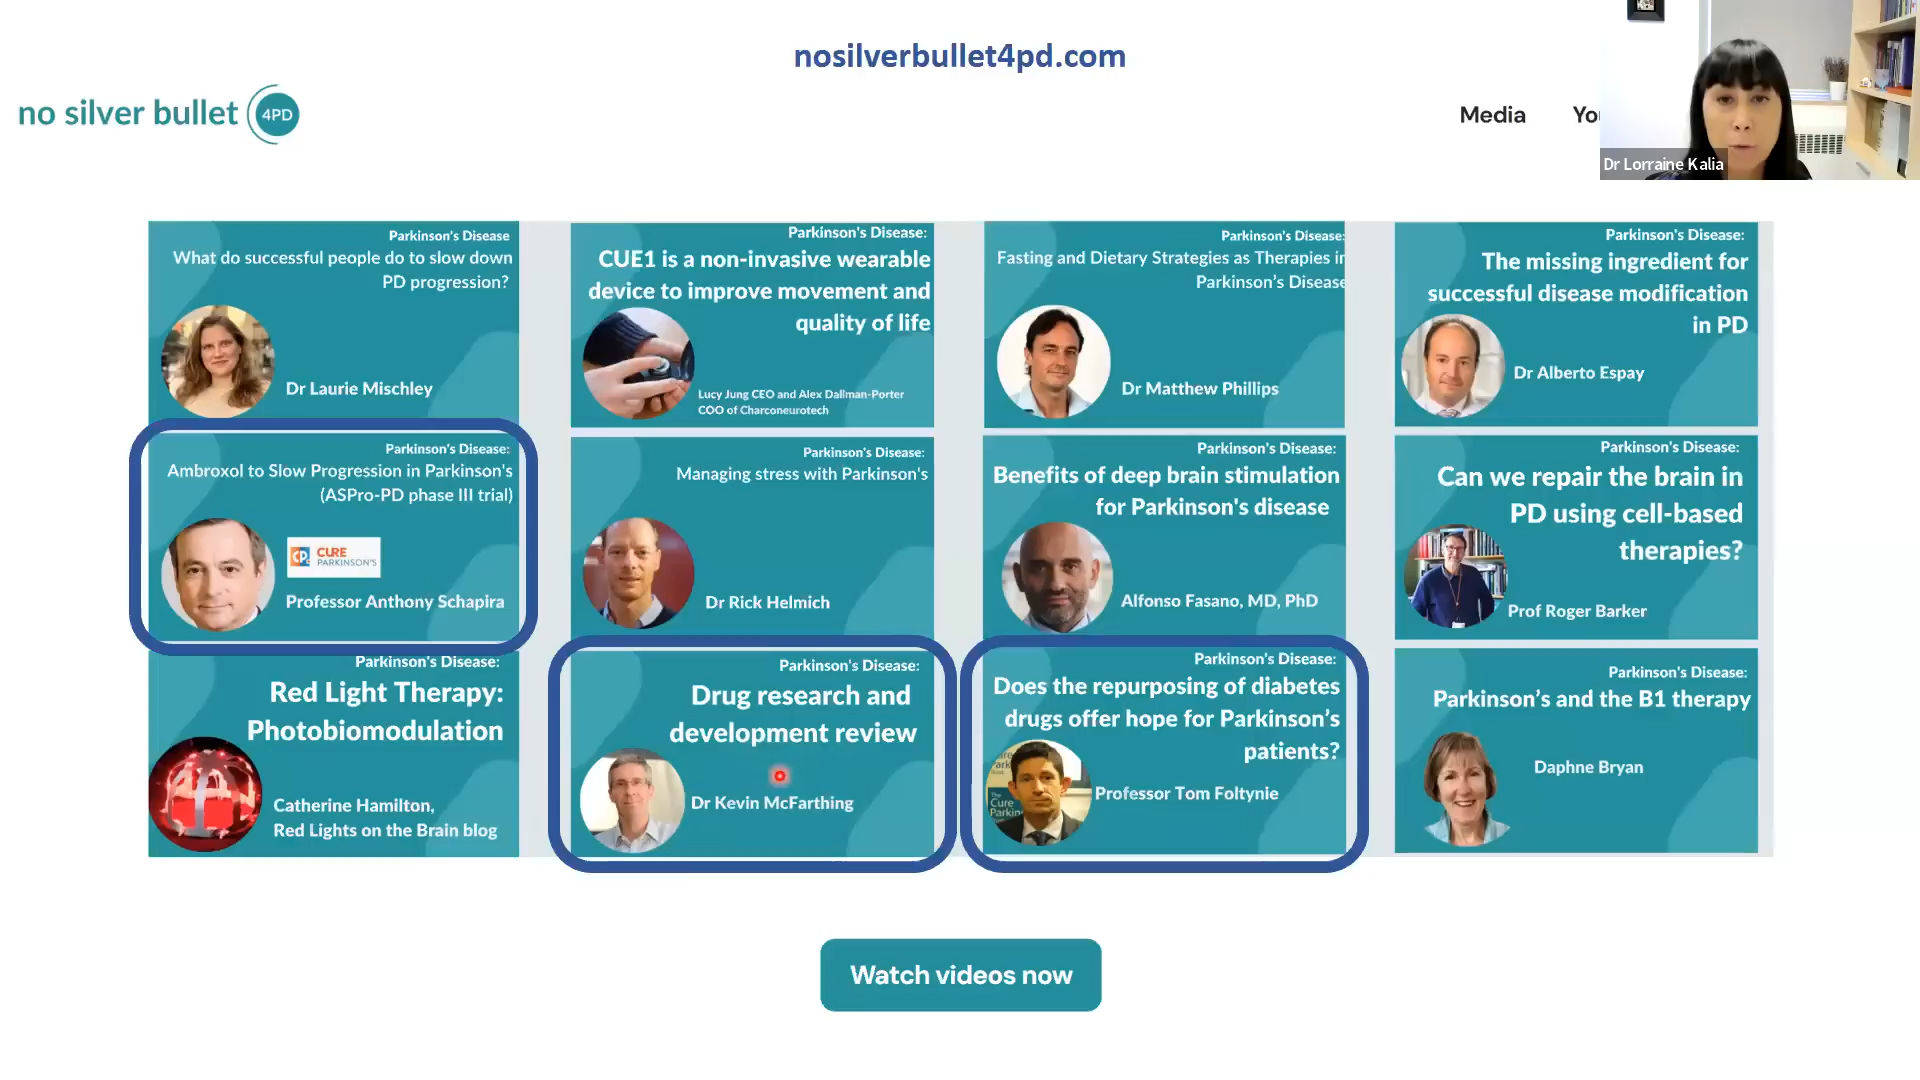 nosilverbullet4pd.com
no silver bullet 4PD
Media
Dr Lorraine Kalia
Parkinson's Disease
What do successful people do to slow down
PD progression?
Dr Laurie Mischley
Parkinson's Disease:
CUE1 is a non-invasive wearable
device to improve movement and
quality of life
Lucy Jung CEO and Alex Dallman-Porter
COO of Charconeurotech
Parkinson's Disease:
Fasting and Dietary Strategies as Therapies in
Parkinson's Disease
Dr Matthew Phillips
Parkinson's Disease:
The missing ingredient for
successful disease modification
in PD
Dr Alberto Espay
Parkinson's Disease:
Ambroxol to Slow Progression in Parkinson's
(ASPro-PD phase III trial)
CP
CURE
PARKINSON'S
Professor Anthony Schapira
Parkinson's Disease:
Managing stress with Parkinson's
Dr Rick Helmich
Parkinson's Disease:
Benefits of deep brain stimulation
for Parkinson's disease
Alfonso Fasano, MD, PhD
Parkinson's Disease:
Can we repair the brain in
PD using cell-based
therapies?
Prof Roger Barker
Parkinson's Disease:
Red Light Therapy:
Photobiomodulation
Catherine Hamilton,
Red Lights on the Brain blog
Parkinson's Disease:
Drug research and
development review
Dr Kevin McFarthing
Parkinson's Disease:
Does the repurposing of diabetes
drugs offer hope for Parkinson's
patients?
Professor Tom Foltynie
Parkinson's Disease:
Parkinson's and the B1 therapy
Daphne Bryan
Watch videos now